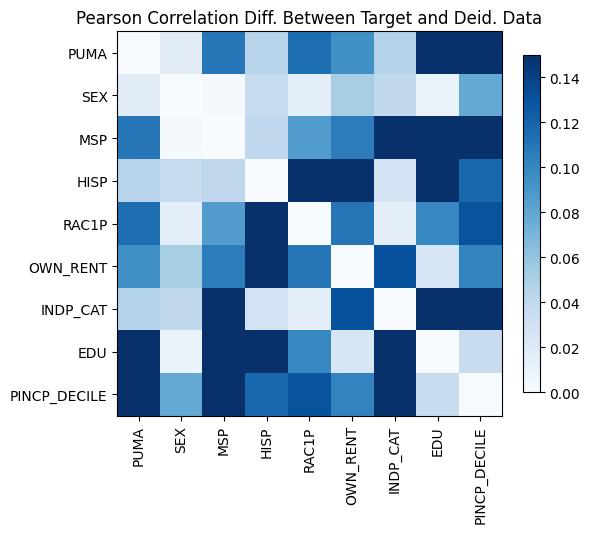 Pearson Correlation Diff. Between Target and Deid. Data
PUMA
SEX
MSP
HISP
RAC1P
OWN_RENT
INDP_CAT
EDU
PINCP_DECILE
PUMA
SEX
MSP
HISP
RAC1P
OWN_RENT
INDP_CAT
EDU
PINCP_DECILE
0.14
0.12
0.10
0.08
0.06
0.04
0.02
0.00